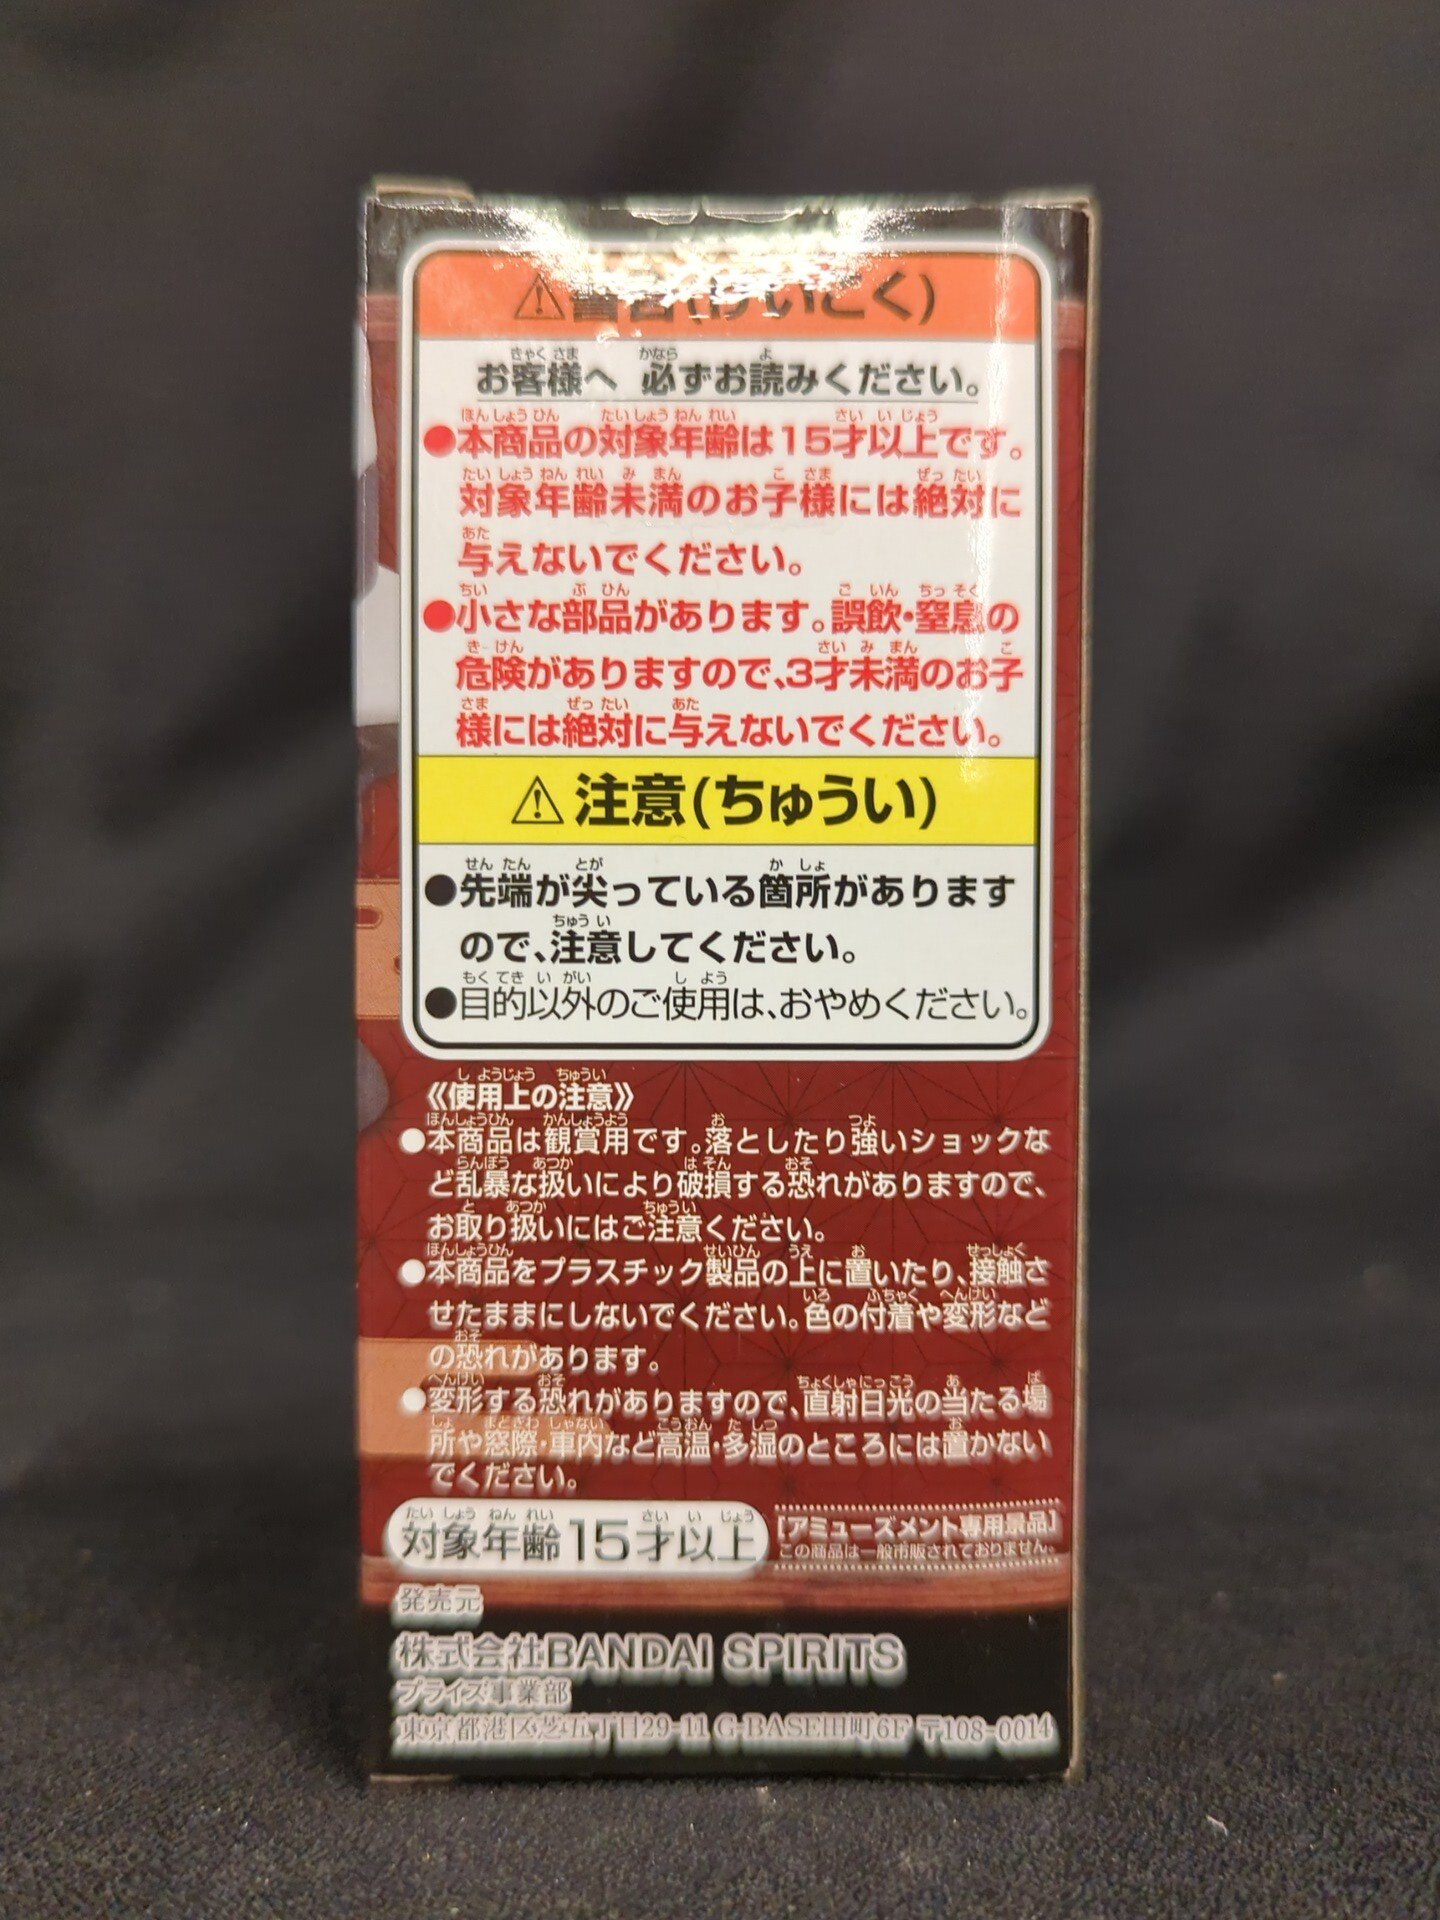 ⚠警告(けいこく)
お客様へ 必ずお読みください。
●本商品の対象年齢は15才以上です。
対象年齢未満のお子様には絶対に
与えないでください。
●小さな部品があります。誤飲・窒息の
危険がありますので、3才未満のお子
様には絶対に与えないでください。
⚠注意(ちゅうい)
●先端が尖っている箇所があります
ので、注意してください。
●目的以外のご使用は、おやめください。
《使用上の注意》
●本商品は観賞用です。落としたり強いショックな
ど乱暴な扱いにより破損する恐れがありますので、
お取り扱いにはご注意ください。
●本商品をプラスチック製品の上に置いたり、接触さ
せたままにしないでください。色の付着や変形など
の恐れがあります。
●変形する恐れがありますので、直射日光の当たる場
所や窓際・車内など高温・多湿のところには置かない
でください。
対象年齢15才以上
[アミューズメント専用景品]
この商品は一般市販されておりません。
発売元
株式会社BANDAI SPIRITS
プライズ事業部
東京都港区芝五丁目29-11 G-BASE田町6F 〒108-0014